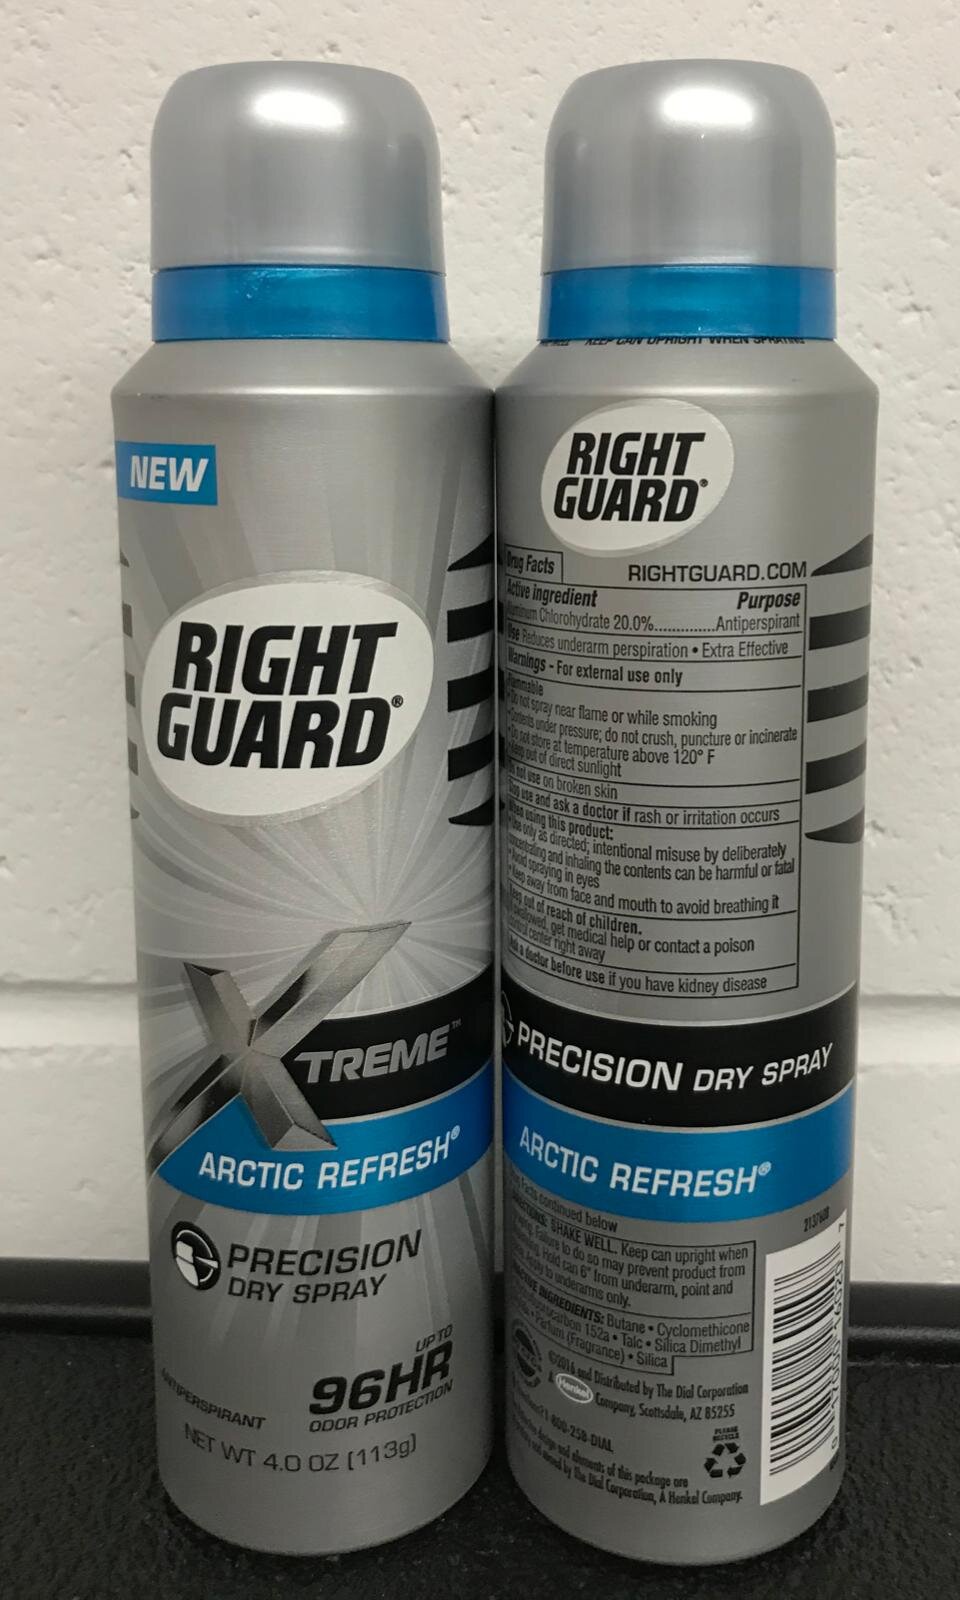 NEW
RIGHT
GUARD®
XTREME™
ARCTIC REFRESH®
PRECISION
DRY SPRAY
UP TO
96HR
ODOR PROTECTION
ANTIPERSPIRANT
NET WT 4.0 OZ (113g)
KEEP CAN UPRIGHT WHEN SPRAYING
RIGHT
GUARD®
Drug Facts
RIGHTGUARD.COM
Active ingredient Purpose
Aluminum Chlorohydrate 20.0%..............Antiperspirant
Use Reduces underarm perspiration • Extra Effective
Warnings - For external use only
Flammable
• Do not spray near flame or while smoking
• Contents under pressure; do not crush, puncture or incinerate
• Do not store at temperature above 120° F
• Keep out of direct sunlight
Do not use on broken skin
Stop use and ask a doctor if rash or irritation occurs
When using this product:
• Use only as directed; intentional misuse by deliberately
concentrating and inhaling the contents can be harmful or fatal
• Avoid spraying in eyes
• Keep away from face and mouth to avoid breathing it
Keep out of reach of children.
If swallowed, get medical help or contact a poison
control center right away
Ask a doctor before use if you have kidney disease
PRECISION DRY SPRAY
ARCTIC REFRESH®
Drug Facts continued below
DIRECTIONS: SHAKE WELL. Keep can upright when
spraying. Failure to do so may prevent product from
Hold can 6" from underarm, point and
Apply to underarms only.
INACTIVE INGREDIENTS: Butane • Cyclomethicone
Hydrofluorocarbon 152a • Talc • Silica Dimethyl
• Parfum (Fragrance) • Silica
©2016 and Distributed by The Dial Corporation
A Henkel Company, Scottsdale, AZ 85255
1-800-258-DIAL
design and elements of this package are
owned by The Dial Corporation, A Henkel Company.
PLEASE
RECYCLE
2137608
17000 16020 7